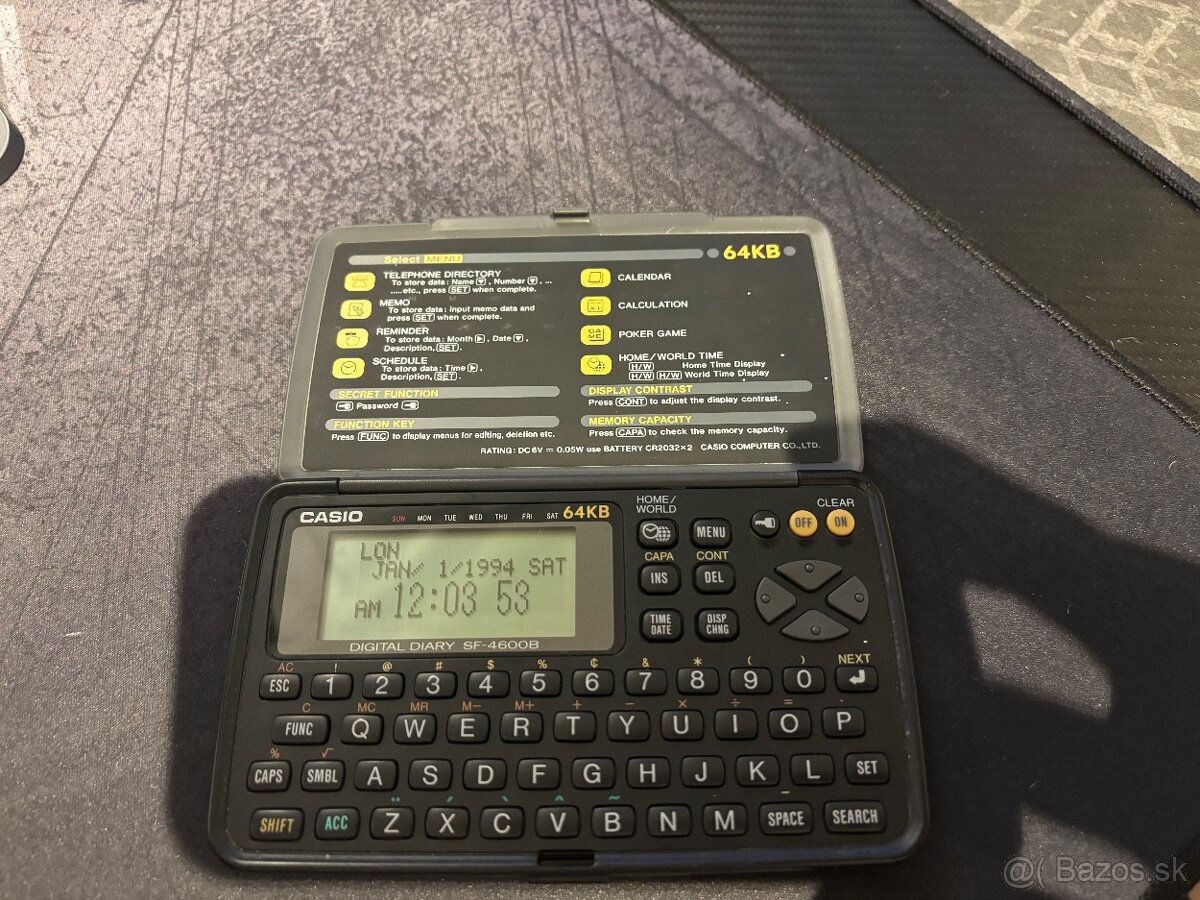 Select MENU
64KB
TELEPHONE DIRECTORY
To store data: Name ▼, Number ▼, ...
.....etc., press SET when complete.
MEMO
To store data: input memo data and
press SET when complete.
REMINDER
To store data: Month ▶, Date ▼,
Description, SET.
SCHEDULE
To store data: Time ▶,
Description, SET.
SECRET FUNCTION
Password
FUNCTION KEY
Press FUNC to display menus for editing, deletion etc.
CALENDAR
CALCULATION
GAME
POKER GAME
HOME/WORLD TIME
H/W Home Time Display
H/W H/W World Time Display
DISPLAY CONTRAST
Press CONT to adjust the display contrast.
MEMORY CAPACITY
Press CAPA to check the memory capacity.
RATING: DC 6V ⎓ 0.05W use BATTERY CR2032×2 CASIO COMPUTER CO., LTD.
CASIO
SUN MON TUE WED THU FRI SAT
64KB
LON
JAN/ 1/1994 SAT
AM 12:03 53
DIGITAL DIARY SF-4600B
HOME/
WORLD
MENU
CLEAR
OFF ON
CAPA CONT
INS DEL
TIME
DATE
DISP
CHNG
AC ! @ # $ % ¢ & * ( ) NEXT
ESC 1 2 3 4 5 6 7 8 9 0 ↵
C MC MR M− M+ + − × ÷ = .
FUNC Q W E R T Y U I O P
% √
CAPS SMBL A S D F G H J K L SET
SHIFT ACC Z X C V B N M SPACE SEARCH
@( Bazos.sk